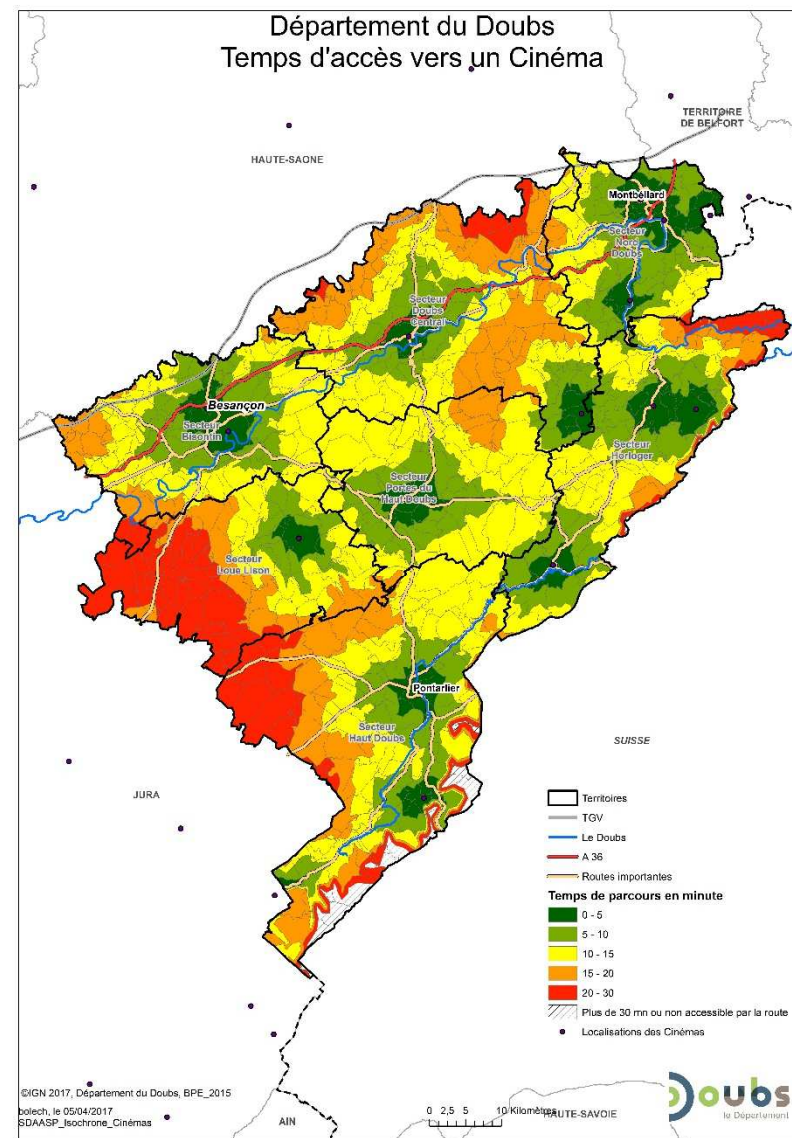 Département du Doubs
Temps d'accès vers un Cinéma
TERRITOIRE
DE BELFORT
HAUTE-SAONE
Montbéliard
Secteur
Nord
Doubs
Secteur
Doubs
Central
Besançon
Secteur
Bisontin
Secteur
Horloger
Secteur
Portes du
Haut-Doubs
Secteur
Loue Lison
Pontarlier
Secteur
Haut Doubs
SUISSE
JURA
Territoires
TGV
Le Doubs
A 36
Routes importantes
Temps de parcours en minute
0 - 5
5 - 10
10 - 15
15 - 20
20 - 30
Plus de 30 mn ou non accessible par la route
Localisations des Cinémas
©IGN 2017, Département du Doubs, BPE_2015
bolech, le 05/04/2017
SDAASP_Isochrone_Cinémas
AIN
0 2,5 5 10 Kilomètres
HAUTE-SAVOIE
Doubs
le Département